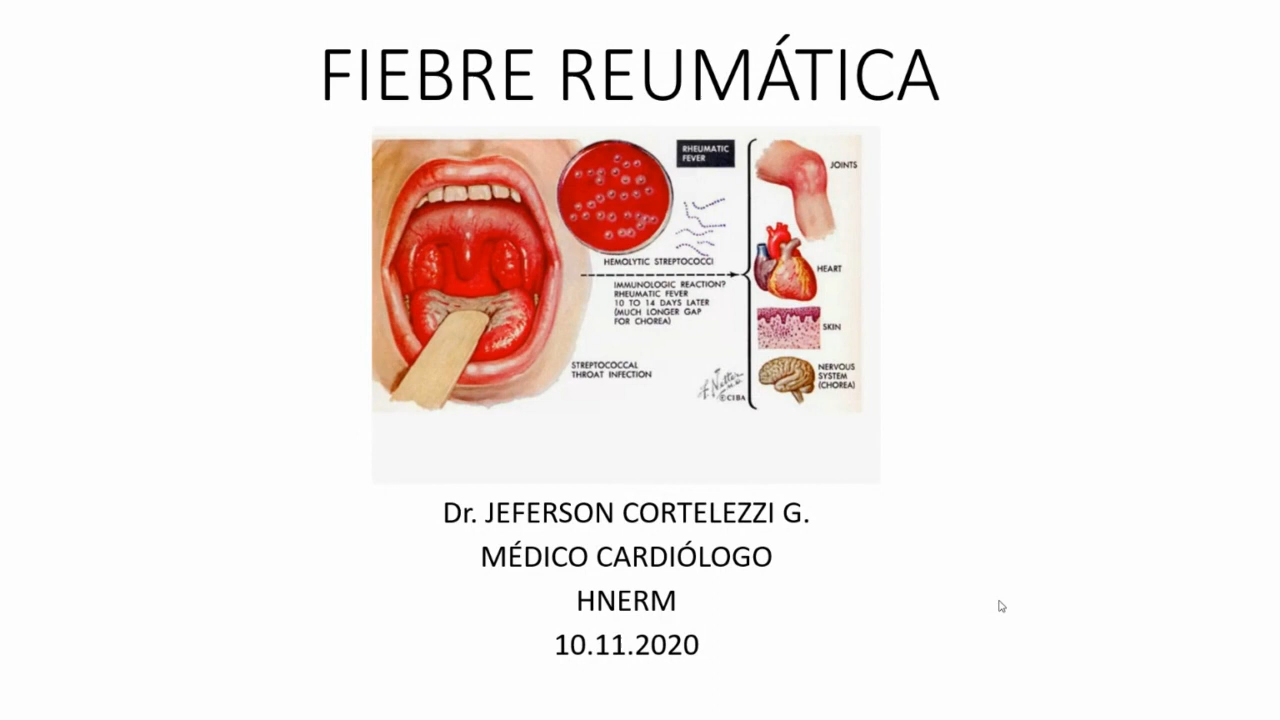 FIEBRE REUMÁTICA
RHEUMATIC
FEVER
JOINTS
HEMOLYTIC STREPTOCOCCI
HEART
IMMUNOLOGIC REACTION?
RHEUMATIC FEVER
10 TO 14 DAYS LATER
(MUCH LONGER GAP
FOR CHOREA)
SKIN
STREPTOCOCCAL
THROAT INFECTION
NERVOUS
SYSTEM
(CHOREA)
F. Netter
M.D.
©CIBA
Dr. JEFERSON CORTELEZZI G.
MÉDICO CARDIÓLOGO
HNERM
10.11.2020